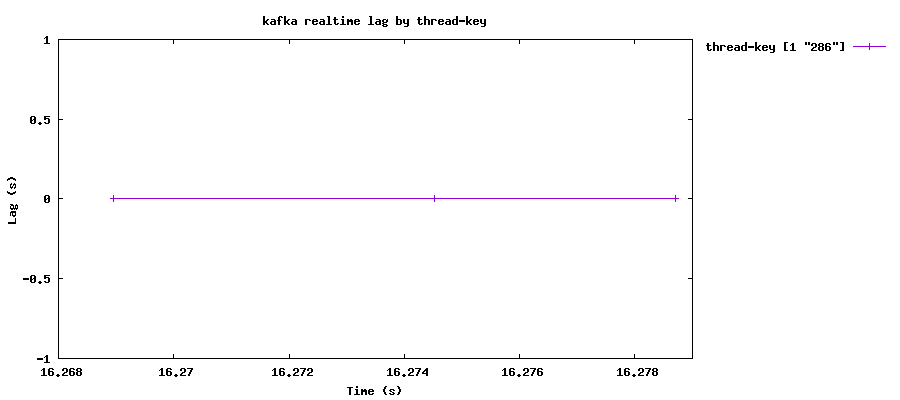 kafka realtime lag by thread-key
thread-key [1 "286"]
1
0.5
0
-0.5
-1
Lag (s)
16.268 16.27 16.272 16.274 16.276 16.278
Time (s)